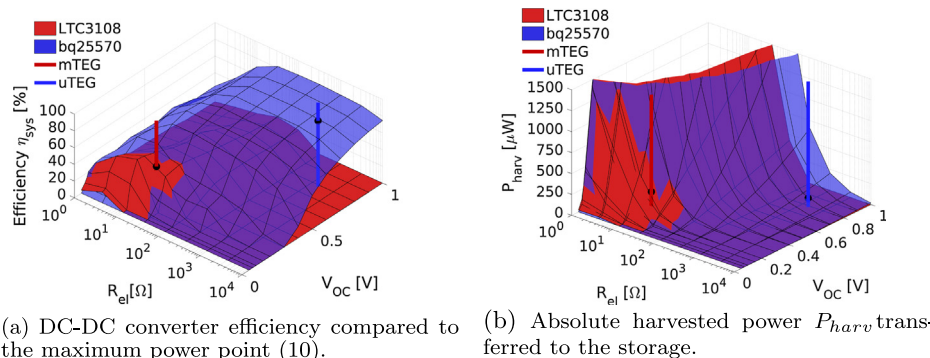 LTC3108
bq25570
mTEG
uTEG
Efficiency η_sys [%]
100
80
60
40
20
0
10^0
10^1
10^2
10^3
10^4
R_el[Ω]
0
0.5
1
V_OC [V]
(a) DC-DC converter efficiency compared to
the maximum power point (10).
LTC3108
bq25570
mTEG
uTEG
P_harv [µW]
1500
1250
1000
750
500
250
0
10^0
10^1
10^2
10^3
10^4
R_el [Ω]
0
0.2
0.4
0.6
0.8
1
V_OC [V]
(b) Absolute harvested power P_harv trans-
ferred to the storage.